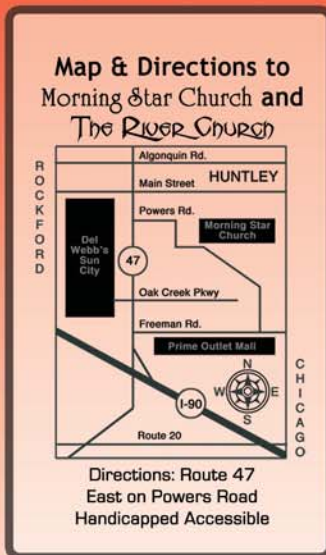 Map & Directions to
Morning Star Church and
The River Church
Algonquin Rd.
HUNTLEY
Main Street
Powers Rd.
Morning Star
Church
ROCKFORD
Del
Webb's
Sun
City
47
Oak Creek Pkwy
Freeman Rd.
Prime Outlet Mall
N
W
E
S
CHICAGO
I-90
Route 20
Directions: Route 47
East on Powers Road
Handicapped Accessible